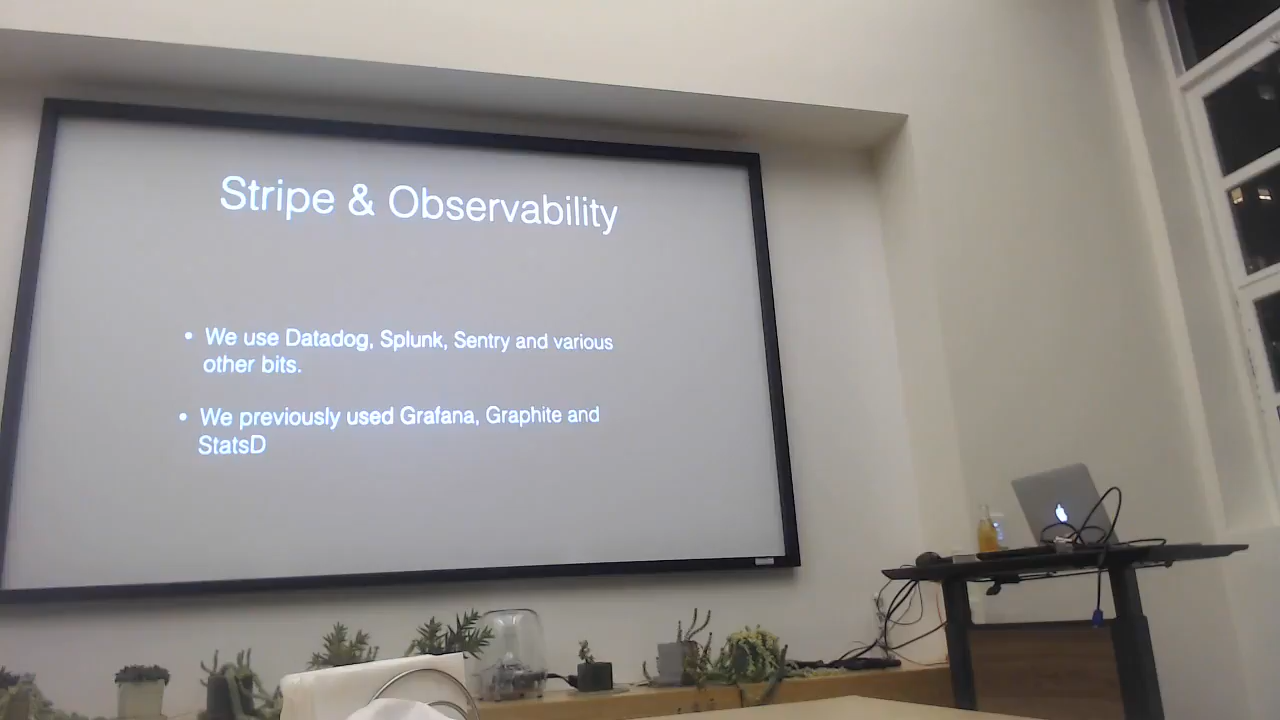 Stripe & Observability
• We use Datadog, Splunk, Sentry and various
other bits.
• We previously used Grafana, Graphite and
StatsD